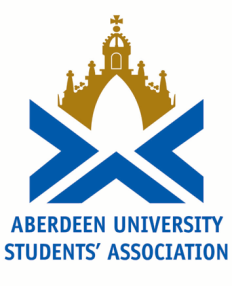 ABERDEEN UNIVERSITY
STUDENTS' ASSOCIATION